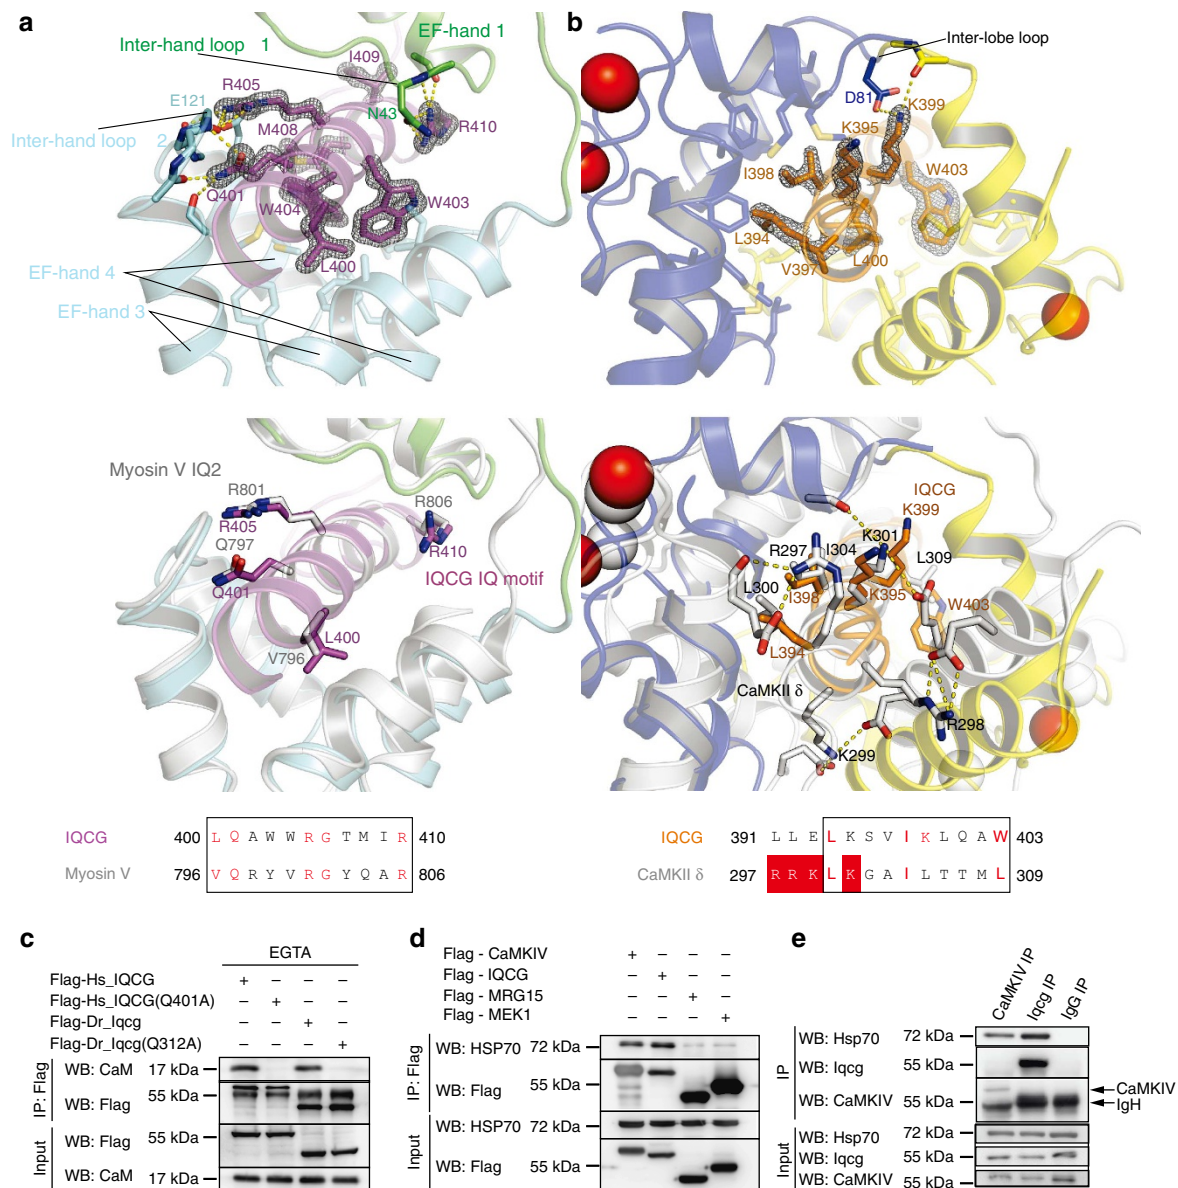 a
EF-hand 1
Inter-hand loop 1
I409
R405
E121
N43
M408
R410
Inter-hand loop 2
Q401
W404
W403
L400
EF-hand 4
EF-hand 3
b
Inter-lobe loop
D81
K399
K395
I398
W403
L394
V397
L400
Myosin V IQ2
R801
R405
Q797
Q401
R806
R410
IQCG IQ motif
L400
V796
IQCG
K399
R297
I304
K301
L309
L300
I398
K395
W403
L394
CaMKII δ
R298
K299
IQCG 400 L Q A W W R G T M I R 410
Myosin V 796 V Q R Y V R G Y Q A R 806
IQCG 391 L L E L K S V I K L Q A W 403
CaMKII δ 297 R R K L K G A I L T T M L 309
c
EGTA
Flag-Hs_IQCG + – – –
Flag-Hs_IQCG(Q401A) – + – –
Flag-Dr_Iqcg – – + –
Flag-Dr_Iqcg(Q312A) – – – +
IP: Flag
WB: CaM 17 kDa
WB: Flag 55 kDa
Input
WB: Flag 55 kDa
WB: CaM 17 kDa
d
Flag - CaMKIV + – – –
Flag - IQCG – + – –
Flag - MRG15 – – + –
Flag - MEK1 – – – +
IP: Flag
WB: HSP70 72 kDa
WB: Flag 55 kDa
Input
WB: HSP70 72 kDa
WB: Flag 55 kDa
e
CaMKIV IP
Iqcg IP
IgG IP
IP
WB: Hsp70 72 kDa
WB: Iqcg 55 kDa
WB: CaMKIV 55 kDa
CaMKIV
IgH
Input
WB: Hsp70 72 kDa
WB: Iqcg 55 kDa
WB: CaMKIV 55 kDa